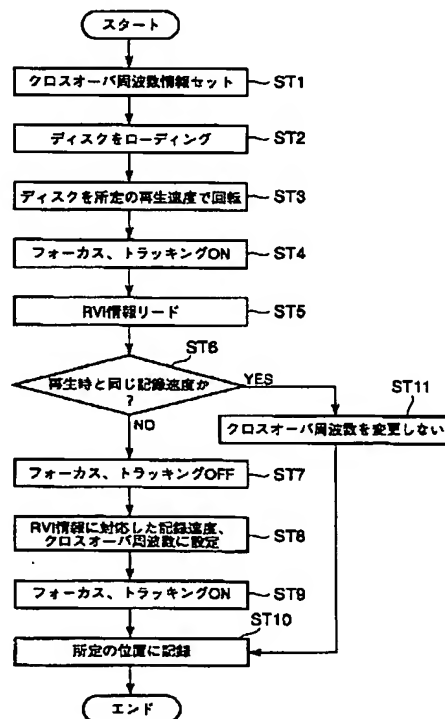 スタート
クロスオーバ周波数情報セット
ST1
ディスクをローディング
ST2
ディスクを所定の再生速度で回転
ST3
フォーカス、トラッキングON
ST4
RVI情報リード
ST5
ST6
再生時と同じ記録速度か
?
YES
NO
ST11
クロスオーバ周波数を変更しない
フォーカス、トラッキングOFF
ST7
RVI情報に対応した記録速度、
クロスオーバ周波数に設定
ST8
フォーカス、トラッキングON
ST9
ST10
所定の位置に記録
エンド